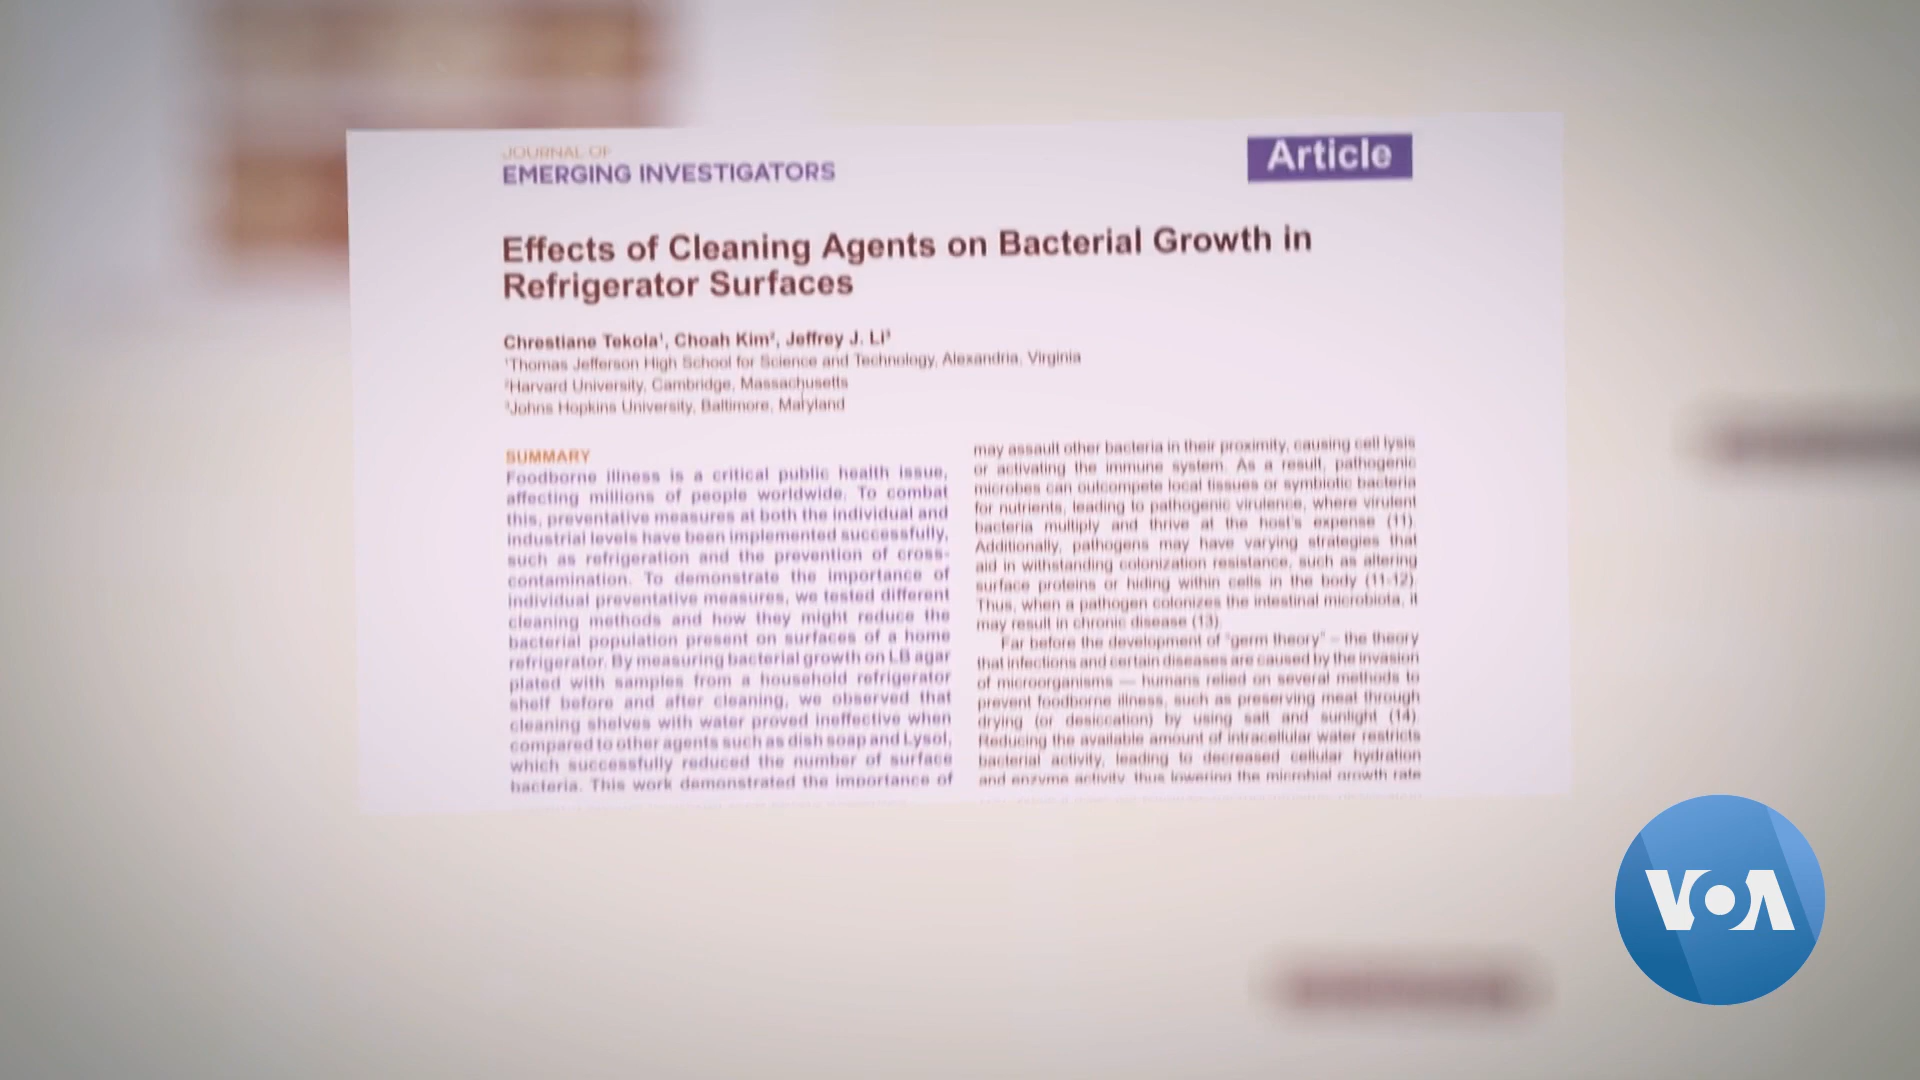 JOURNAL OF
EMERGING INVESTIGATORS
Article
Effects of Cleaning Agents on Bacterial Growth in
Refrigerator Surfaces
Chrestiane Tekola¹, Choah Kim², Jeffrey J. Li³
¹Thomas Jefferson High School for Science and Technology, Alexandria, Virginia
²Harvard University, Cambridge, Massachusetts
³Johns Hopkins University, Baltimore, Maryland
SUMMARY
Foodborne illness is a critical public health issue,
affecting millions of people worldwide. To combat
this, preventative measures at both the individual and
industrial levels have been implemented successfully,
such as refrigeration and the prevention of cross-
contamination. To demonstrate the importance of
individual preventative measures, we tested different
cleaning methods and how they might reduce the
bacterial population present on surfaces of a home
refrigerator. By measuring bacterial growth on LB agar
plated with samples from a household refrigerator
shelf before and after cleaning, we observed that
cleaning shelves with water proved ineffective when
compared to other agents such as dish soap and Lysol,
which successfully reduced the number of surface
bacteria. This work demonstrated the importance of
may assault other bacteria in their proximity, causing cell lysis
or activating the immune system. As a result, pathogenic
microbes can outcompete local tissues or symbiotic bacteria
for nutrients, leading to pathogenic virulence, where virulent
bacteria multiply and thrive at the host's expense (11).
Additionally, pathogens may have varying strategies that
aid in withstanding colonization resistance, such as altering
surface proteins or hiding within cells in the body (11-12).
Thus, when a pathogen colonizes the intestinal microbiota, it
may result in chronic disease (13).
Far before the development of "germ theory" – the theory
that infections and certain diseases are caused by the invasion
of microorganisms — humans relied on several methods to
prevent foodborne illness, such as preserving meat through
drying (or desiccation) by using salt and sunlight (14).
Reducing the available amount of intracellular water restricts
bacterial activity, leading to decreased cellular hydration
and enzyme activity, thus lowering the microbial growth rate
VOA